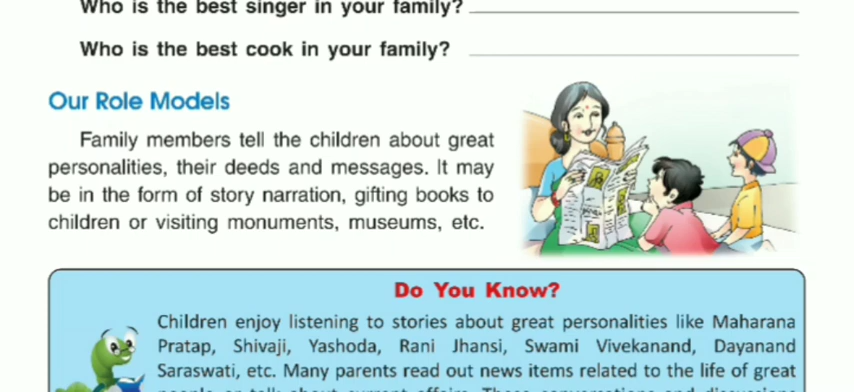 Who is the best singer in your family?
Who is the best cook in your family?
Our Role Models
Family members tell the children about great
personalities, their deeds and messages. It may
be in the form of story narration, gifting books to
children or visiting monuments, museums, etc.
Do You Know?
Children enjoy listening to stories about great personalities like Maharana
Pratap, Shivaji, Yashoda, Rani Jhansi, Swami Vivekanand, Dayanand
Saraswati, etc. Many parents read out news items related to the life of great